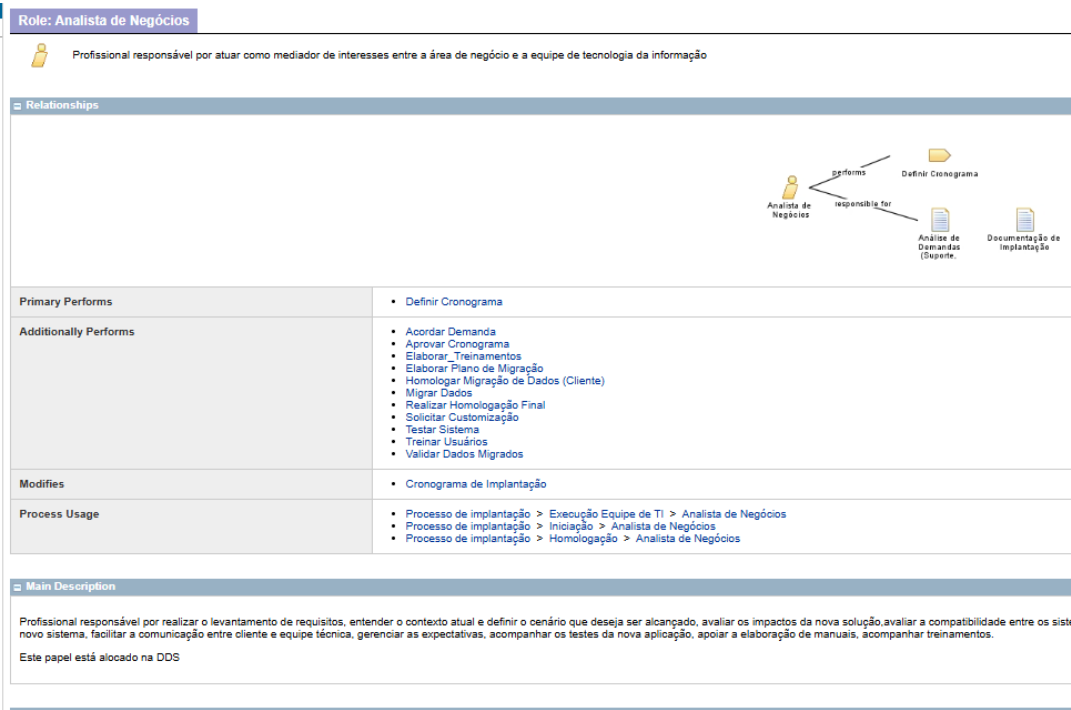 Role: Analista de Negócios
Profissional responsável por atuar como mediador de interesses entre a área de negócio e a equipe de tecnologia da informação
Relationships
performs
Definir Cronograma
Analista de
Negócios
responsible for
Análise de
Demandas
(Suporte,
Documentação de
Implantação
Primary Performs
• Definir Cronograma
Additionally Performs
• Acordar Demanda
• Aprovar Cronograma
• Elaborar_Treinamentos
• Elaborar Plano de Migração
• Homologar Migração de Dados (Cliente)
• Migrar Dados
• Realizar Homologação Final
• Solicitar Customização
• Testar Sistema
• Treinar Usuários
• Validar Dados Migrados
Modifies
• Cronograma de Implantação
Process Usage
• Processo de implantação > Execução Equipe de TI > Analista de Negócios
• Processo de implantação > Iniciação > Analista de Negócios
• Processo de implantação > Homologação > Analista de Negócios
Main Description
Profissional responsável por realizar o levantamento de requisitos, entender o contexto atual e definir o cenário que deseja ser alcançado, avaliar os impactos da nova solução,avaliar a compatibilidade entre os
novo sistema, facilitar a comunicação entre cliente e equipe técnica, gerenciar as expectativas, acompanhar os testes da nova aplicação, apoiar a elaboração de manuais, acompanhar treinamentos.
Este papel está alocado na DDS